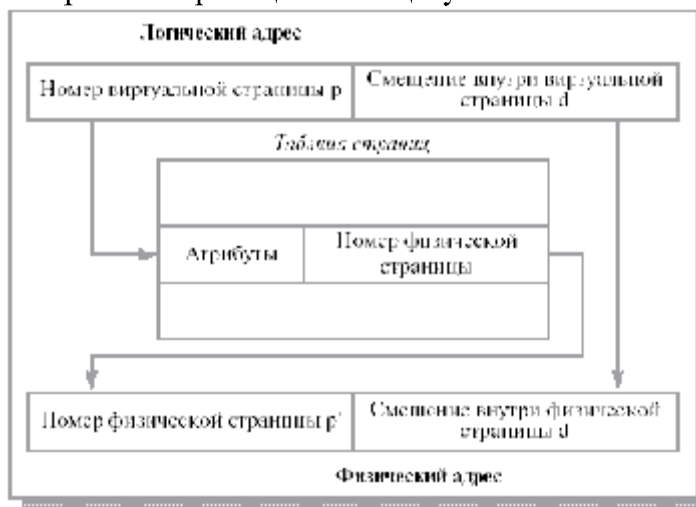 Логический адрес
Номер виртуальной страницы p
Смещение внутри виртуальной
страницы d
Таблица страниц
Атрибуты
Номер физической
страницы
Номер физической страницы p'
Смещение внутри физической
страницы d
Физический адрес